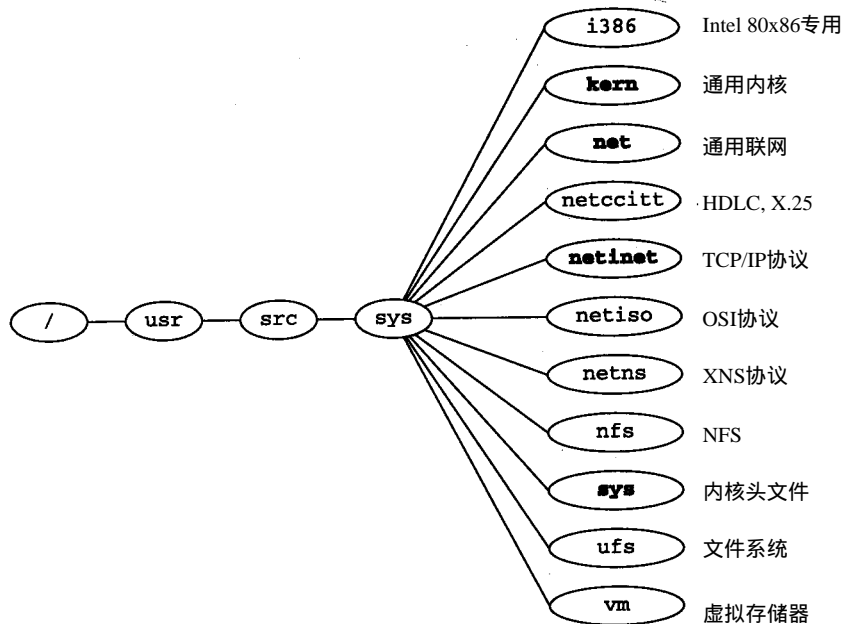 i386 Intel 80x86专用
kern 通用内核
net 通用联网
netccitt HDLC, X.25
netinet TCP/IP协议
/ usr src sys
netiso OSI协议
netns XNS协议
nfs NFS
sys 内核头文件
ufs 文件系统
vm 虚拟存储器